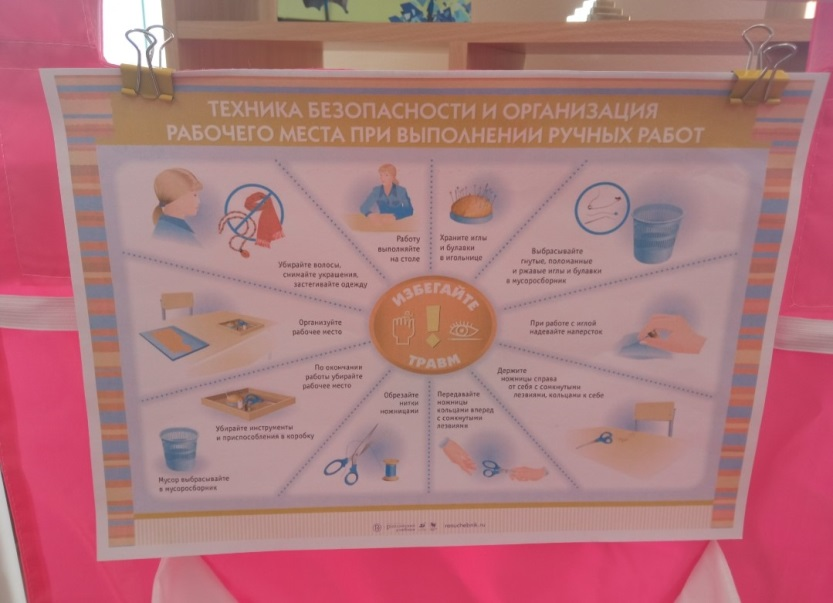 ТЕХНИКА БЕЗОПАСНОСТИ И ОРГАНИЗАЦИЯ
РАБОЧЕГО МЕСТА ПРИ ВЫПОЛНЕНИИ РУЧНЫХ РАБОТ
Убирайте волосы,
снимайте украшения,
застегивайте одежду
Работу
выполняйте
на столе
Храните иглы
и булавки
в игольнице
Выбрасывайте
гнутые, поломанные
и ржавые иглы и булавки
в мусоросборник
Организуйте
рабочее место
ИЗБЕГАЙТЕ
!
ТРАВМ
При работе с иглой
надевайте наперсток
По окончании
работы убирайте
рабочее место
Убирайте инструменты
и приспособления в коробку
Мусор выбрасывайте
в мусоросборник
Обрезайте
нитки
ножницами
Передавайте
ножницы
кольцами вперед
с сомкнутыми
лезвиями
Держите
ножницы справа
от себя с сомкнутыми
лезвиями, кольцами к себе